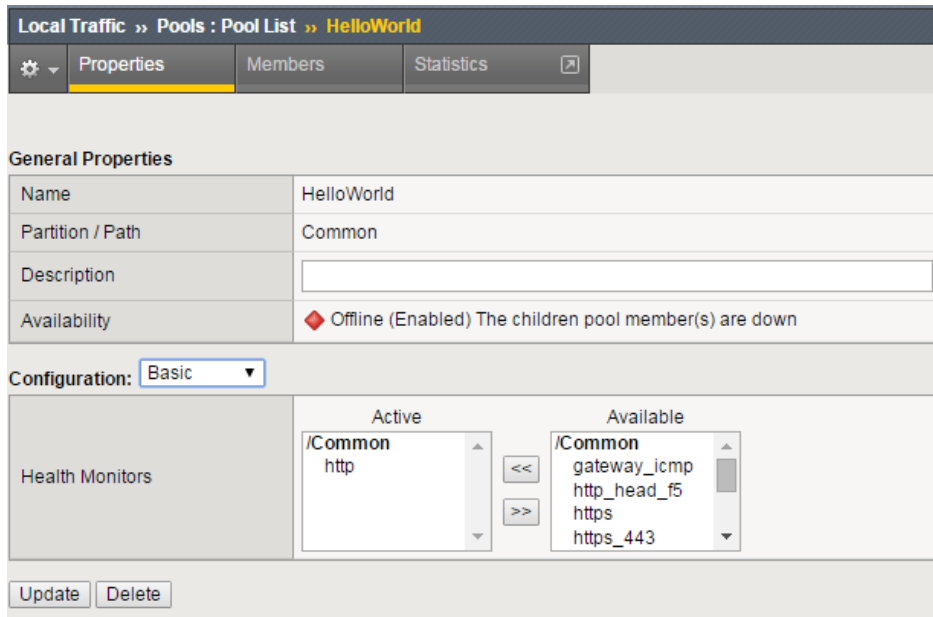 Local Traffic ›› Pools : Pool List ›› HelloWorld
Properties Members Statistics
General Properties
Name HelloWorld
Partition / Path Common
Description
Availability Offline (Enabled) The children pool member(s) are down
Configuration: Basic
Active Available
/Common /Common
http gateway_icmp
<< http_head_f5
Health Monitors >> https
https_443
Update Delete